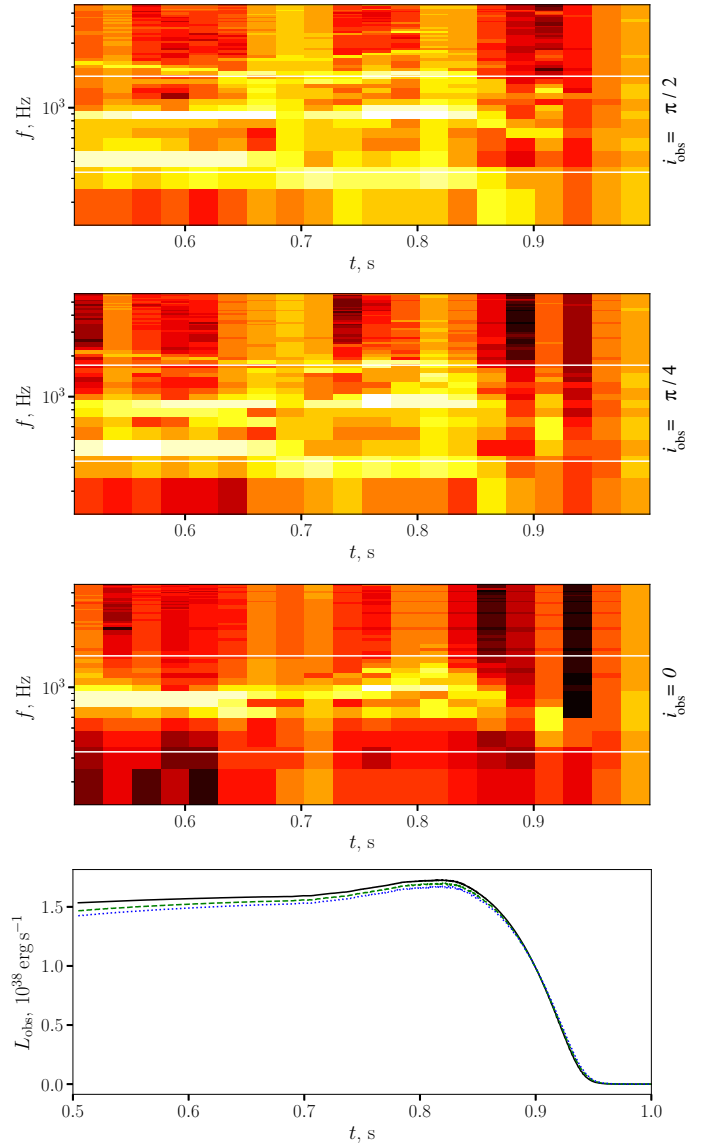 10³
f, Hz
i_obs = π / 2
0.6 0.7 0.8 0.9
t, s
10³
f, Hz
i_obs = π / 4
0.6 0.7 0.8 0.9
t, s
10³
f, Hz
i_obs = 0
0.6 0.7 0.8 0.9
t, s
1.5
1.0
0.5
0.0
L_obs, 10³⁸ erg s⁻¹
0.5 0.6 0.7 0.8 0.9 1.0
t, s